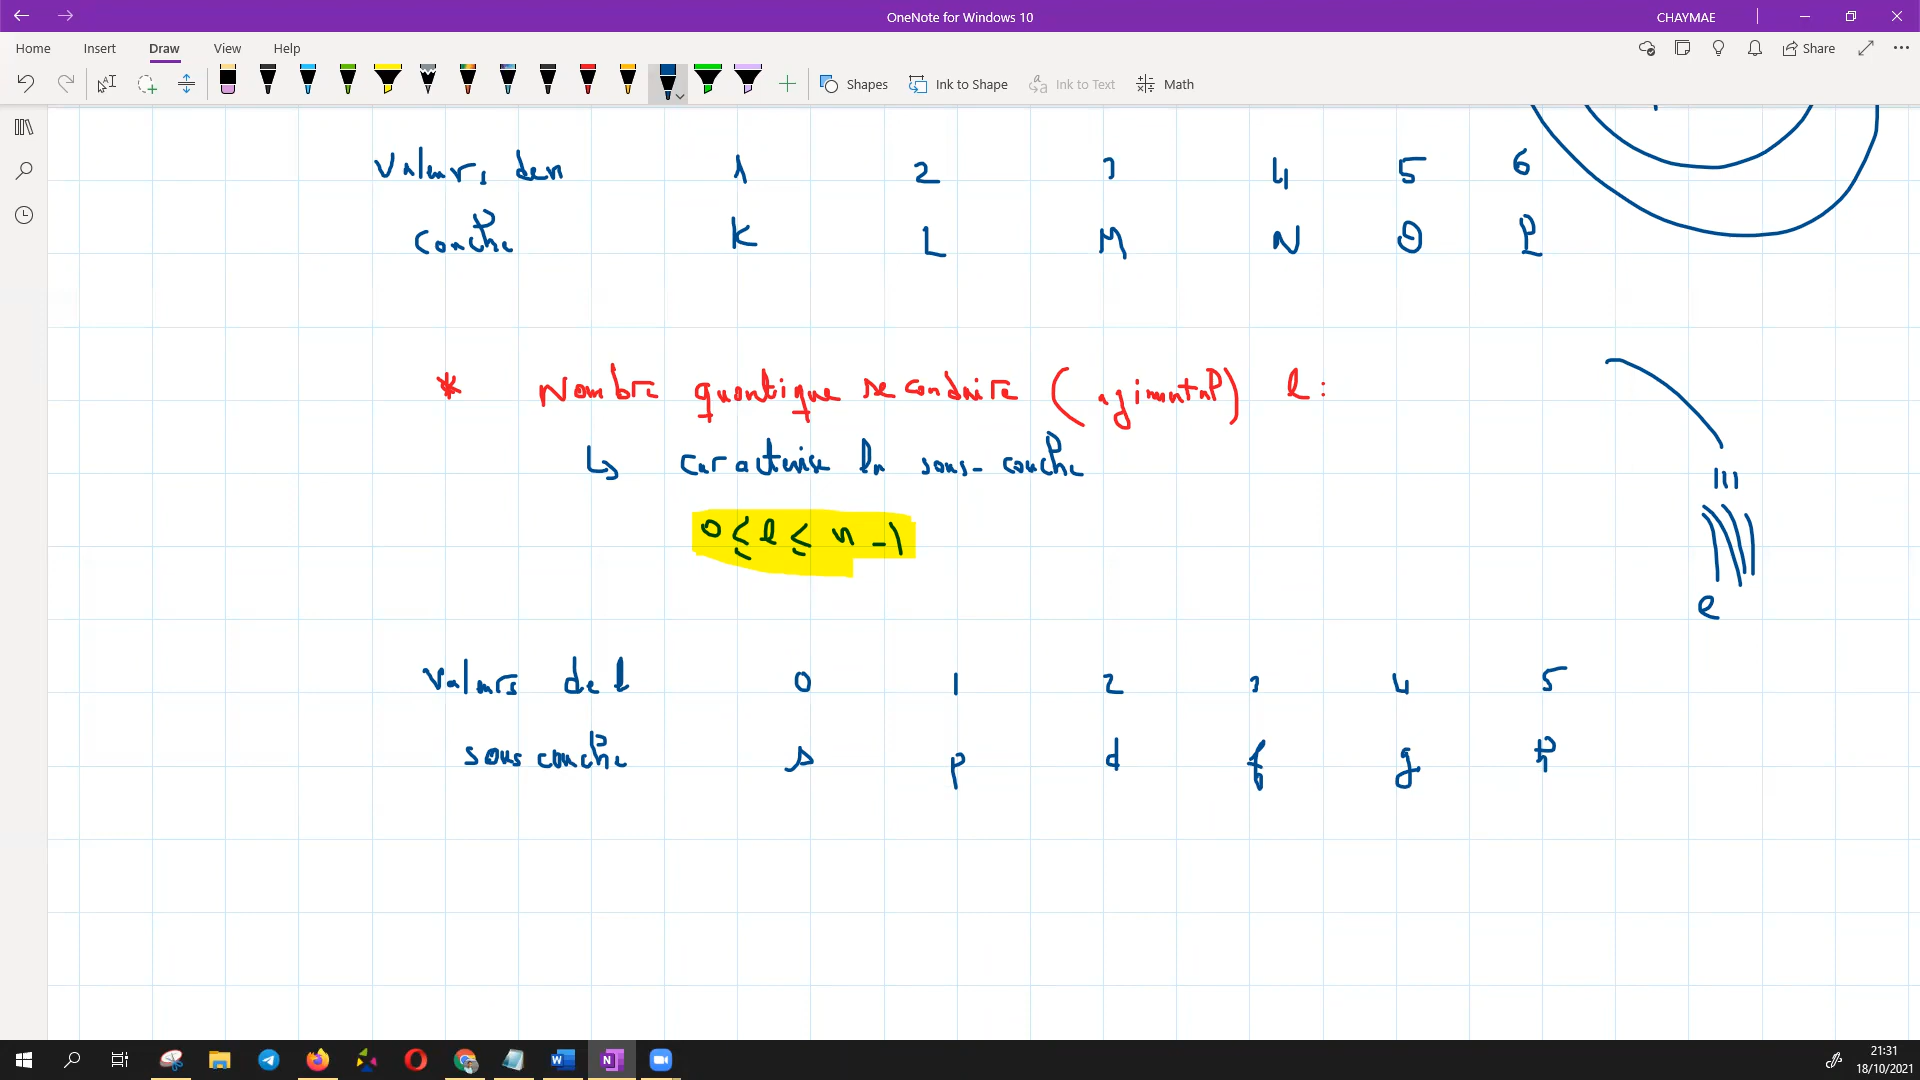 OneNote for Windows 10
CHAYMAE
Home Insert Draw View Help
Share
Shapes Ink to Shape Ink to Text Math
Valeurs de n 1 2 3 4 5 6
couche K L M N O P
* Nombre quantique secondaire (azimutal) l :
↳ caracterise la sous-couche
0 ≤ l ≤ n - 1
e
Valeurs de l 0 1 2 3 4 5
sous couche s p d f g h
21:31
18/10/2021